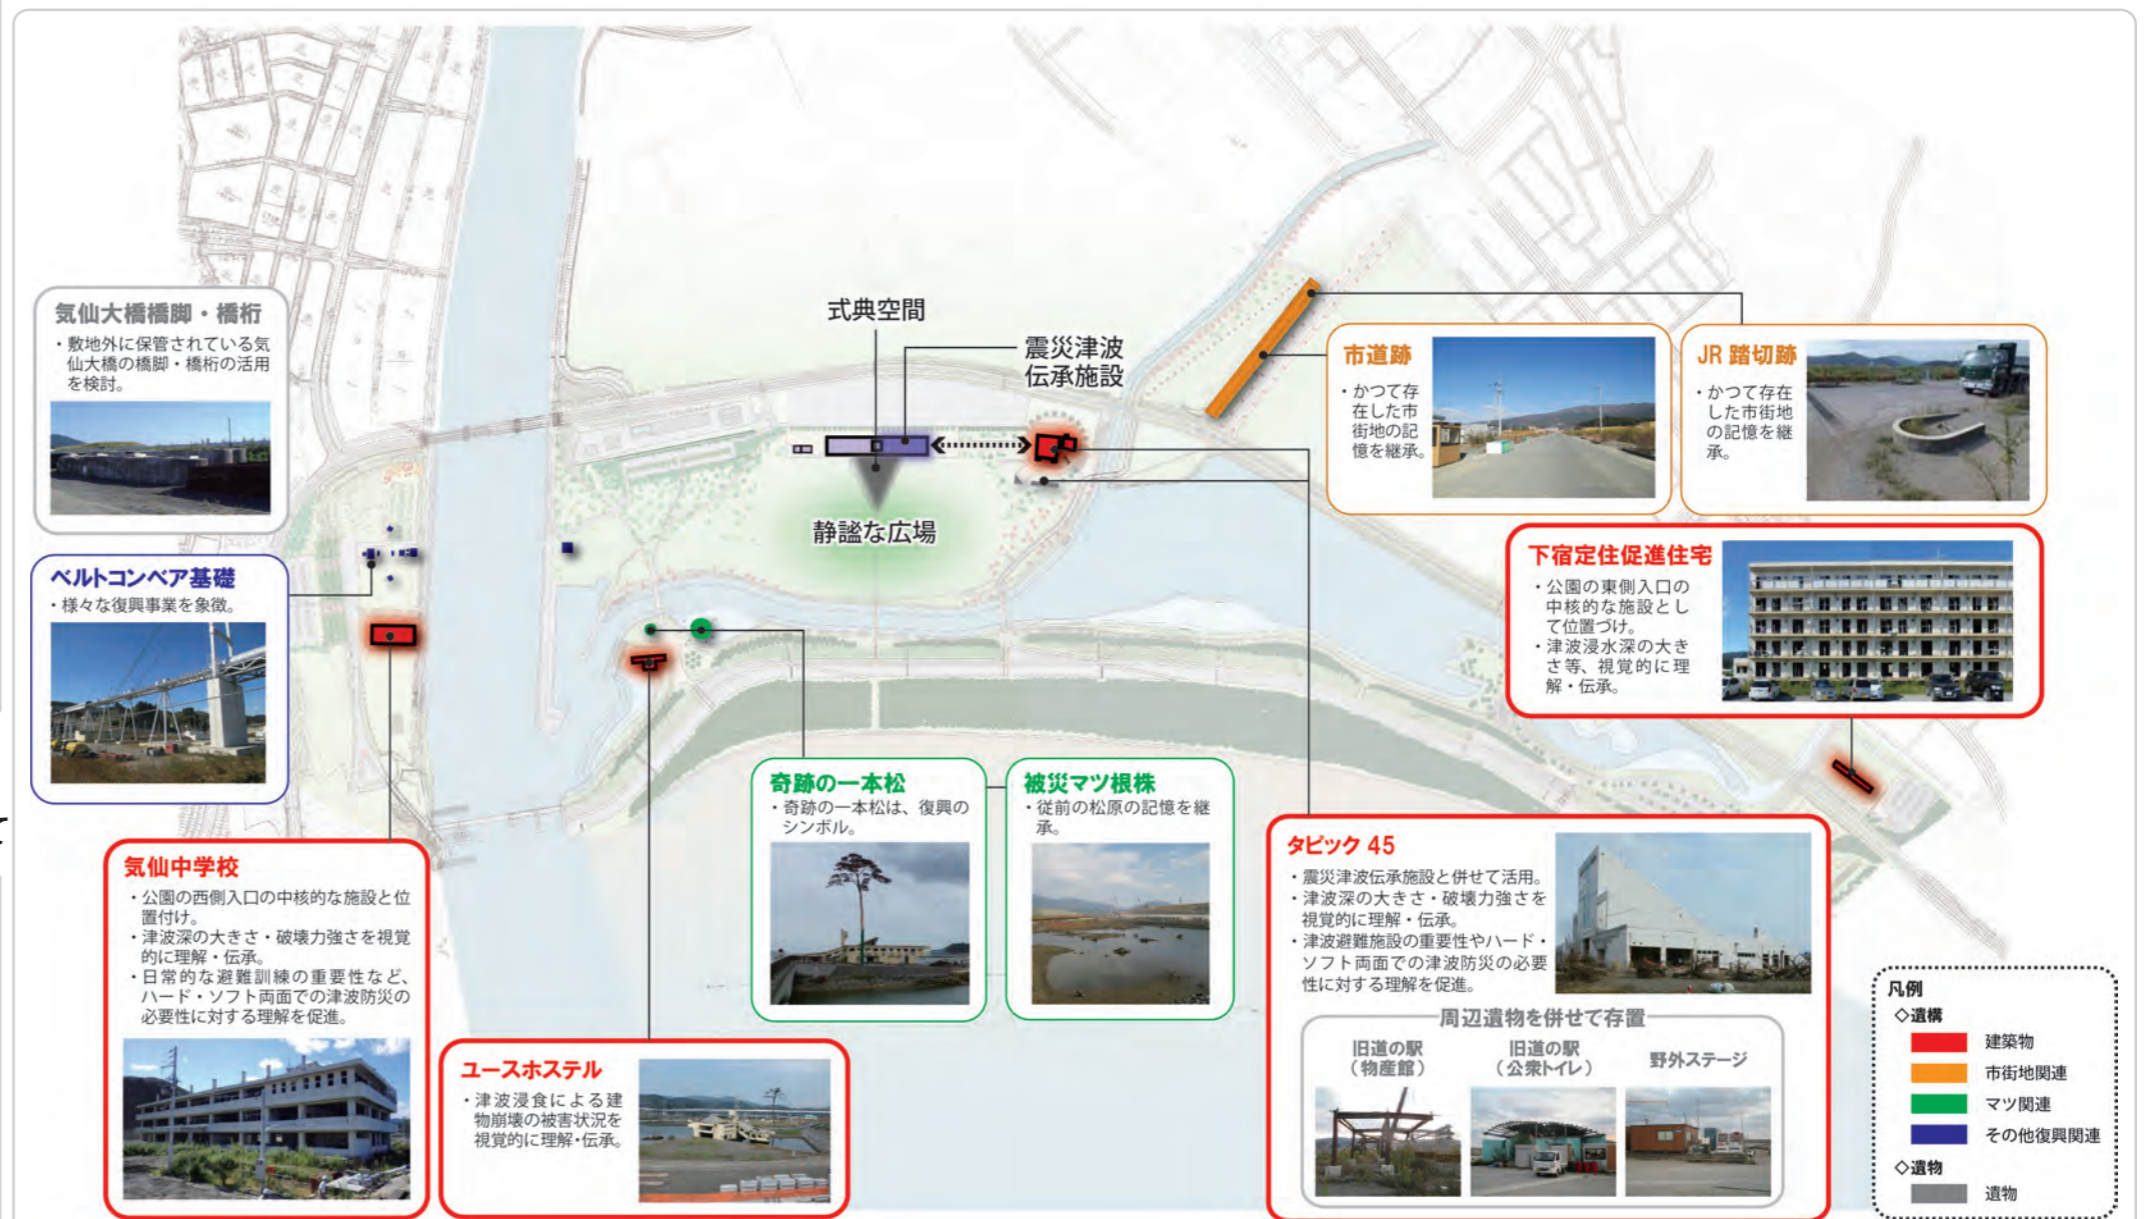 気仙大橋橋脚・橋桁
・敷地外に保管されている気
仙大橋の橋脚・橋桁の活用
を検討。
ベルトコンベア基礎
・様々な復興事業を象徴。
気仙中学校
・公園の西側入口の中核的な施設と位
置付け。
・津波深の大きさ・破壊力強さを視覚
的に理解・伝承。
・日常的な避難訓練の重要性など、
ハード・ソフト両面での津波防災の
必要性に対する理解を促進。
ユースホステル
・津波浸食による建
物崩壊の被害状況を
視覚的に理解・伝承。
式典空間
震災津波
伝承施設
静謐な広場
奇跡の一本松
・奇跡の一本松は、復興の
シンボル。
被災マツ根株
・従前の松原の記憶を継
承。
市道跡
・かつて存
在した市
街地の記
憶を継承。
JR 踏切跡
・かつて存在
した市街地
の記憶を継
承。
下宿定住促進住宅
・公園の東側入口の
中核的な施設とし
て位置づけ。
・津波浸水深の大き
さ等、視覚的に理
解・伝承。
タピック 45
・震災津波伝承施設と併せて活用。
・津波深の大きさ・破壊力強さを
視覚的に理解・伝承。
・津波避難施設の重要性やハード・
ソフト両面での津波防災の必要
性に対する理解を促進。
周辺遺物を併せて存置
旧道の駅
（物産館）
旧道の駅
（公衆トイレ）
野外ステージ
凡例
◇遺構
建築物
市街地関連
マツ関連
その他復興関連
◇遺物
遺物